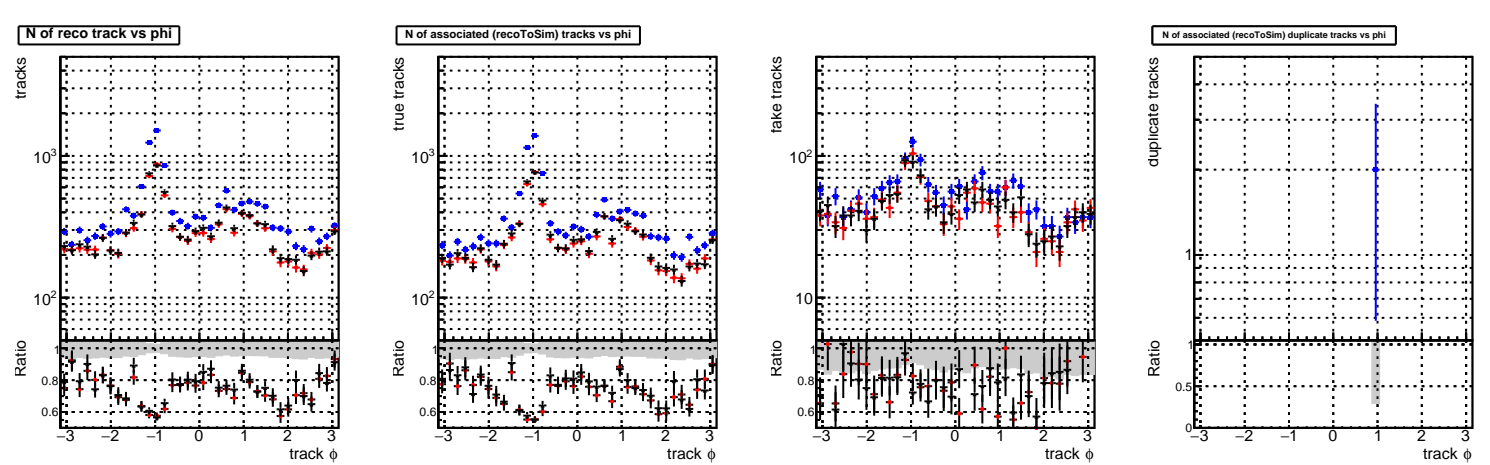 N of reco track vs phi
tracks
10³
10²
Ratio
1
0.8
0.6
−3 −2 −1 0 1 2 3
track ϕ
N of associated (recoToSim) tracks vs phi
true tracks
10³
10²
Ratio
1
0.8
0.6
−3 −2 −1 0 1 2 3
track ϕ
fake tracks
10²
10
Ratio
1
0.8
0.6
−3 −2 −1 0 1 2 3
track ϕ
N of associated (recoToSim) duplicate tracks vs phi
duplicate tracks
1
Ratio
1
0.5
0
−3 −2 −1 0 1 2 3
track ϕ